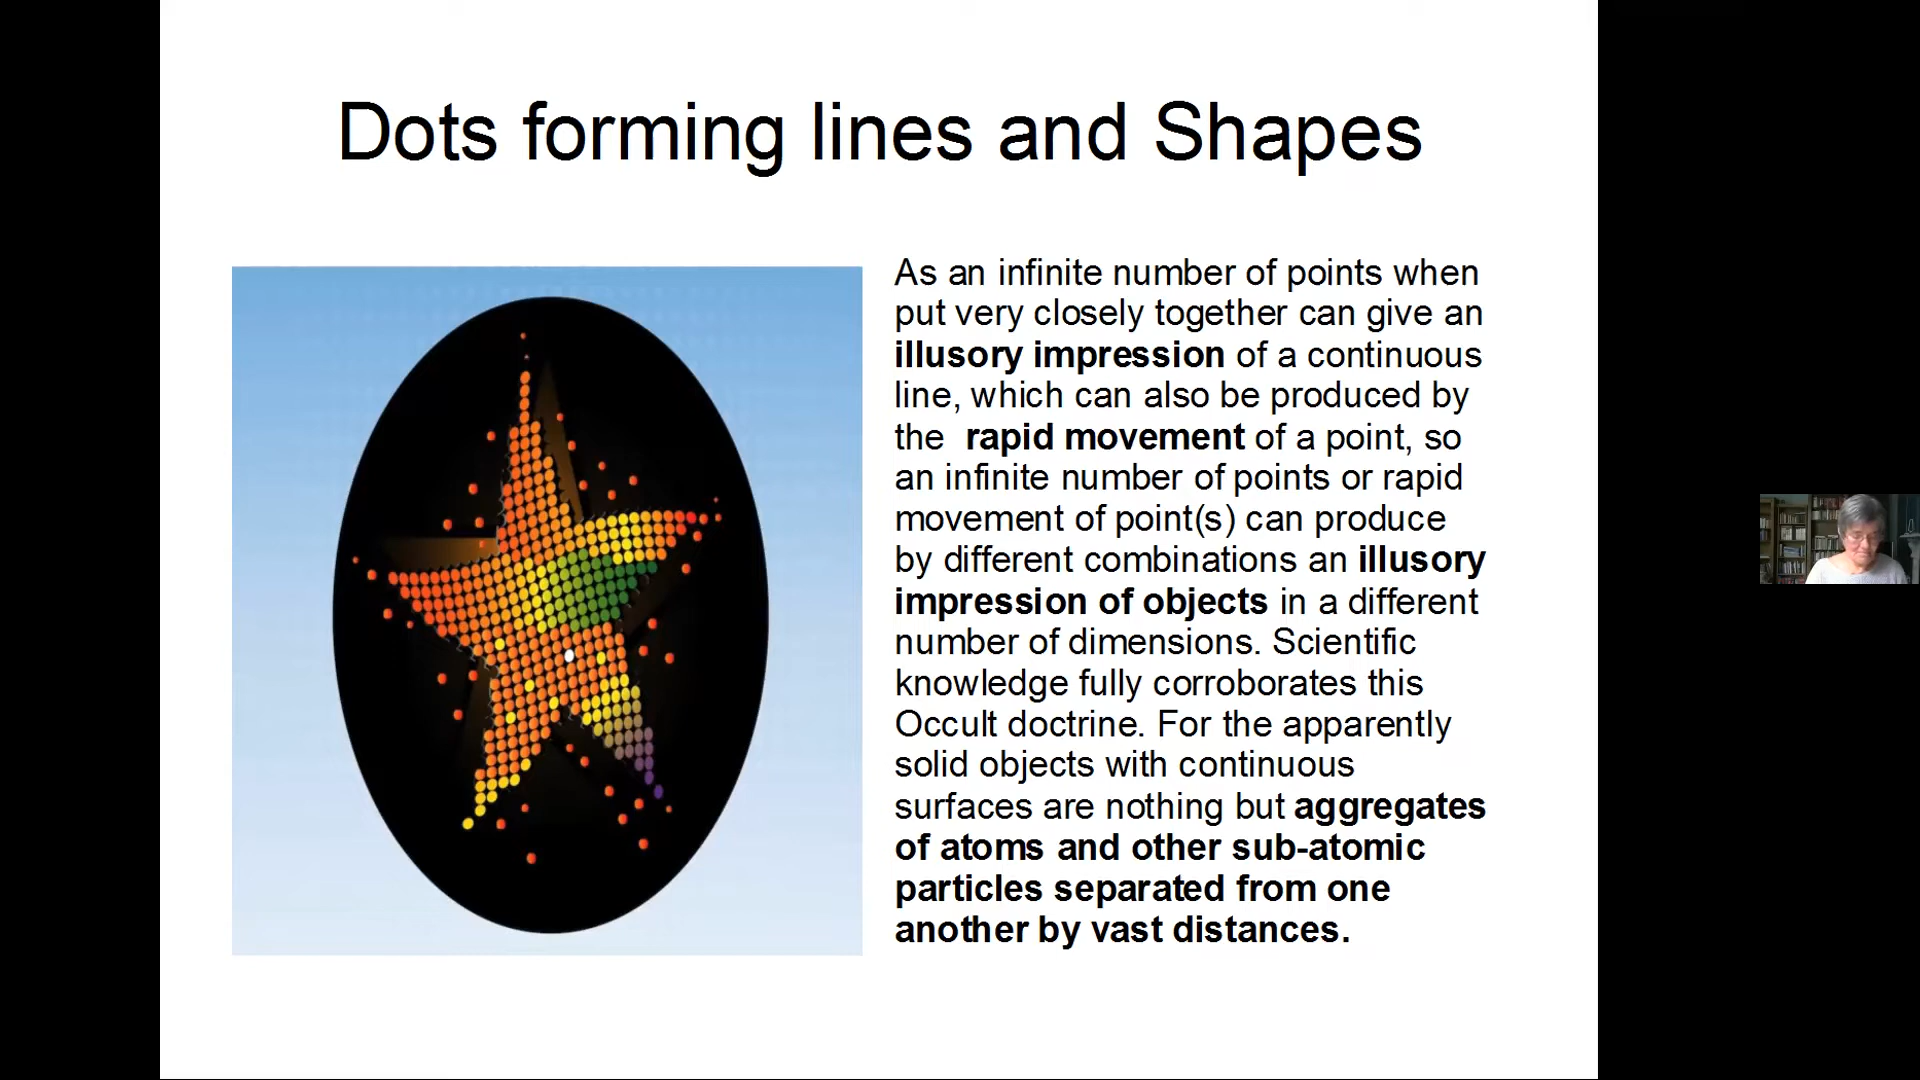 Dots forming lines and Shapes
As an infinite number of points when
put very closely together can give an
illusory impression of a continuous
line, which can also be produced by
the  rapid movement of a point, so
an infinite number of points or rapid
movement of point(s) can produce
by different combinations an illusory
impression of objects in a different
number of dimensions. Scientific
knowledge fully corroborates this
Occult doctrine. For the apparently
solid objects with continuous
surfaces are nothing but aggregates
of atoms and other sub-atomic
particles separated from one
another by vast distances.